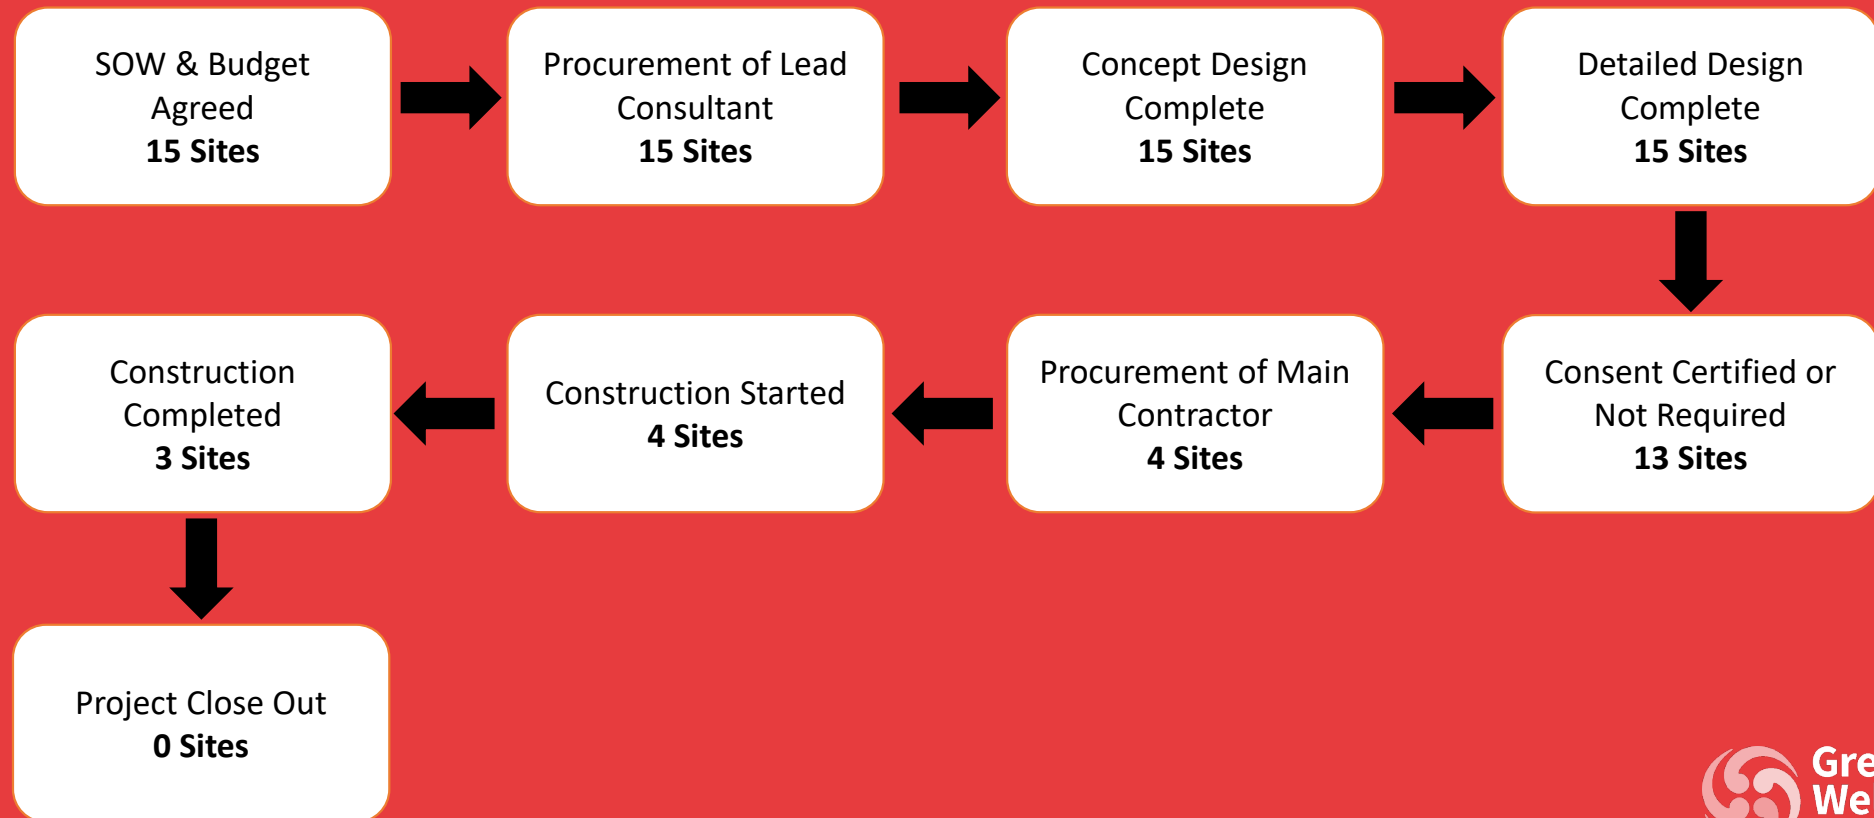 SOW & Budget
Agreed
15 Sites
Procurement of Lead
Consultant
15 Sites
Concept Design
Complete
15 Sites
Detailed Design
Complete
15 Sites
Consent Certified or
Not Required
13 Sites
Procurement of Main
Contractor
4 Sites
Construction Started
4 Sites
Construction
Completed
3 Sites
Project Close Out
0 Sites
Gre
We